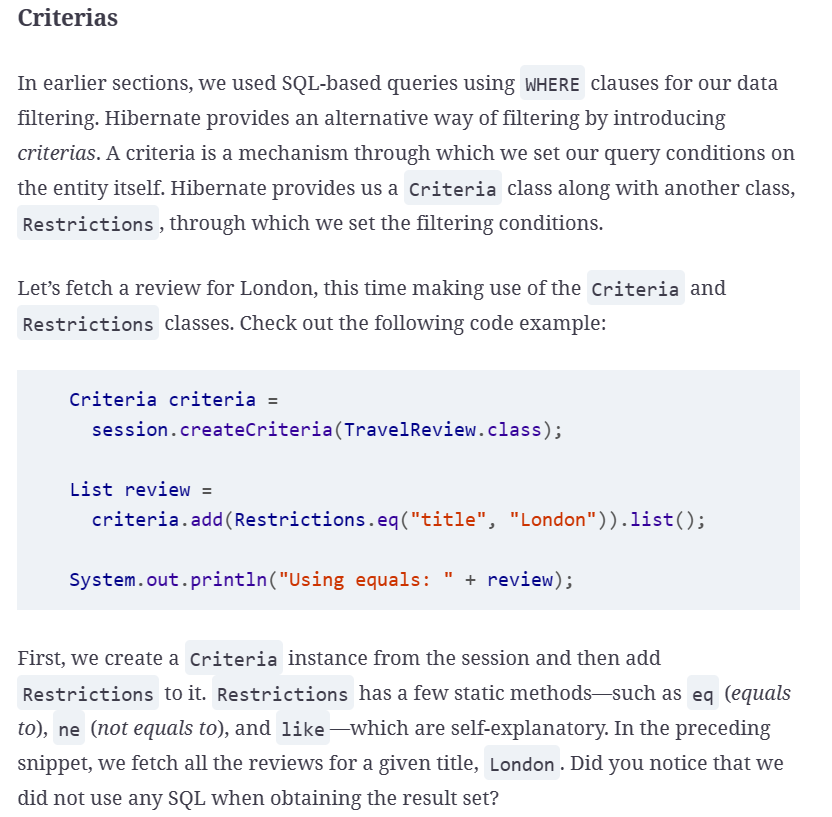 Criterias
In earlier sections, we used SQL-based queries using WHERE clauses for our data
filtering. Hibernate provides an alternative way of filtering by introducing
criterias. A criteria is a mechanism through which we set our query conditions on
the entity itself. Hibernate provides us a Criteria class along with another class,
Restrictions, through which we set the filtering conditions.
Let’s fetch a review for London, this time making use of the Criteria and
Restrictions classes. Check out the following code example:
Criteria criteria =
session.createCriteria(TravelReview.class);
List review =
criteria.add(Restrictions.eq("title", "London")).list();
System.out.println("Using equals: " + review);
First, we create a Criteria instance from the session and then add
Restrictions to it. Restrictions has a few static methods—such as eq (equals
to), ne (not equals to), and like—which are self-explanatory. In the preceding
snippet, we fetch all the reviews for a given title, London. Did you notice that we
did not use any SQL when obtaining the result set?